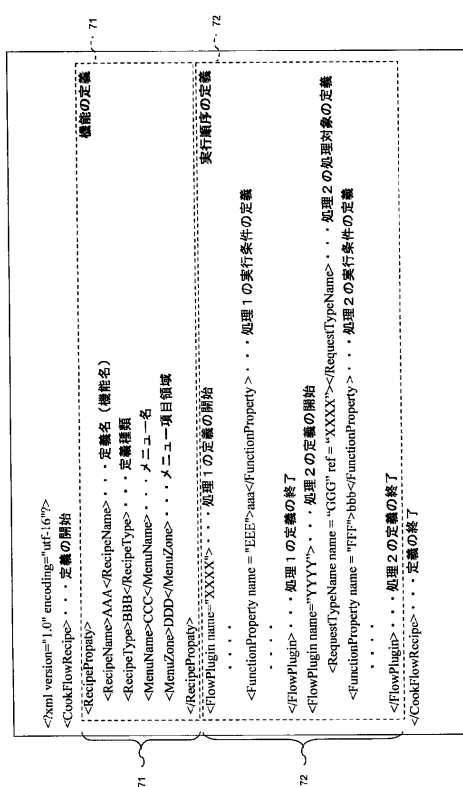 <?xml version="1.0" encoding="utf-16"?>
<CookFlowRecipe>・・・定義の開始
<RecipePropaty>
機能の定義
71
<RecipeName>AAA</RecipeName>・・・定義名（機能名）
<RecipeType>BBB</RecipeType>・・・定義種類
<MenuName>CCC</MenuName>・・・メニュー名
<MenuZone>DDD</MenuZone>・・・メニュー項目領域
</RecipePropaty>
71
<FlowPlugin name="XXXX">・・・処理1の定義の開始
実行順序の定義
72
・・・・
<FunctionProperty name = "EEE">aaa</FunctionProperty>・・・処理1の実行条件の定義
・・・・
</FlowPlugin>・・・処理1の定義の終了
<FlowPlugin name="YYYY">・・・処理2の定義の開始
<RequestTypeName name = "GGG" ref = "XXXX"></RequestTypeName>・・・処理2の処理対象の定義
<FunctionProperty name = "FFF">bbb</FunctionProperty>・・・処理2の実行条件の定義
・・・・
</FlowPlugin>・・・処理2の定義の終了
72
</CookFlowRecipe>・・・定義の終了